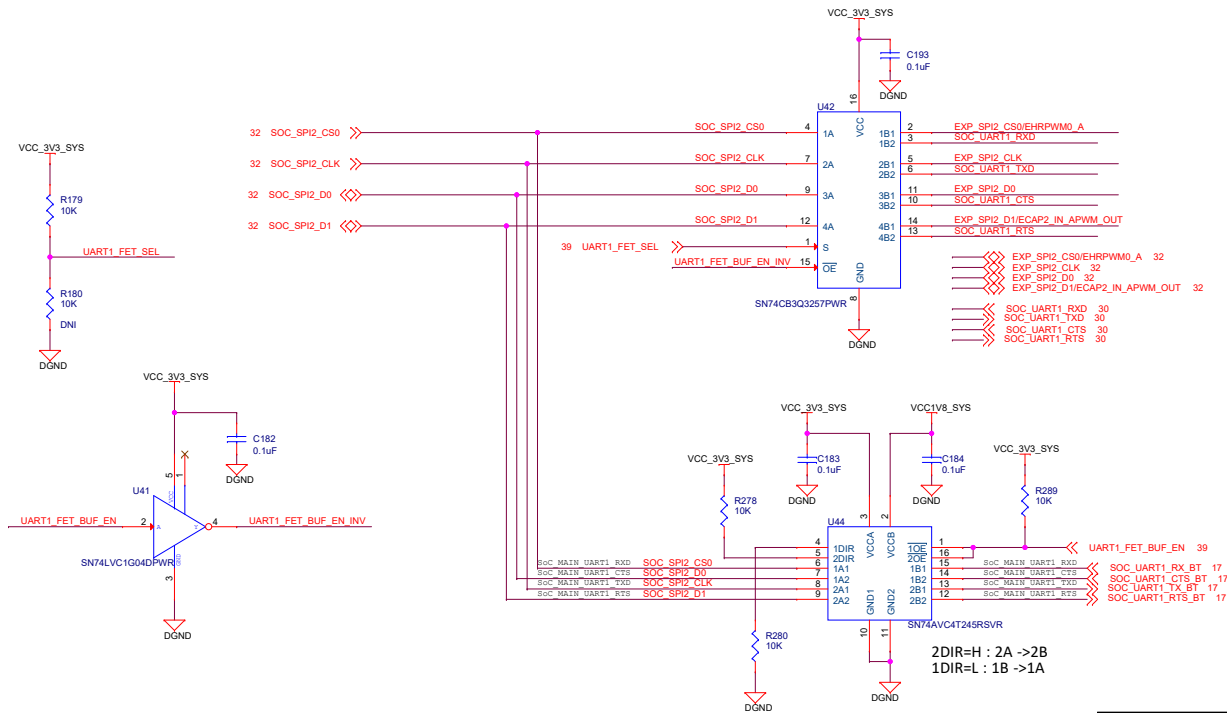 VCC_3V3_SYS
C193
0.1uF
DGND
U42
16
VCC
32 SOC_SPI2_CS0
SOC_SPI2_CS0
4
1A
1B1
2
EXP_SPI2_CS0/EHRPWM0_A
1B2
3
SOC_UART1_RXD
32 SOC_SPI2_CLK
SOC_SPI2_CLK
7
2A
2B1
5
EXP_SPI2_CLK
2B2
6
SOC_UART1_TXD
32 SOC_SPI2_D0
SOC_SPI2_D0
9
3A
3B1
11
EXP_SPI2_D0
3B2
10
SOC_UART1_CTS
32 SOC_SPI2_D1
SOC_SPI2_D1
12
4A
4B1
14
EXP_SPI2_D1/ECAP2_IN_APWM_OUT
4B2
13
SOC_UART1_RTS
39 UART1_FET_SEL
1
S
UART1_FET_BUF_EN_INV
15
OE
GND
8
SN74CB3Q3257PWR
DGND
EXP_SPI2_CS0/EHRPWM0_A 32
EXP_SPI2_CLK 32
EXP_SPI2_D0 32
EXP_SPI2_D1/ECAP2_IN_APWM_OUT 32
SOC_UART1_RXD 30
SOC_UART1_TXD 30
SOC_UART1_CTS 30
SOC_UART1_RTS 30
VCC_3V3_SYS
R179
10K
UART1_FET_SEL
R180
10K
DNI
DGND
VCC_3V3_SYS
C182
0.1uF
DGND
5
1
U41
VCC
UART1_FET_BUF_EN
2
A
Y
4
UART1_FET_BUF_EN_INV
GND
SN74LVC1G04DPWR
3
DGND
VCC_3V3_SYS
VCC1V8_SYS
C183
0.1uF
DGND
C184
0.1uF
DGND
VCC_3V3_SYS
R278
10K
VCC_3V3_SYS
R289
10K
U44
3
2
VCCA
VCCB
4
1DIR
1OE
1
UART1_FET_BUF_EN 39
5
2DIR
2OE
16
SoC_MAIN_UART1_RXD SOC_SPI2_CS0
6
1A1
1B1
15
SoC_MAIN_UART1_RXD
SOC_UART1_RX_BT 17
SoC_MAIN_UART1_CTS SOC_SPI2_D0
7
1A2
1B2
14
SoC_MAIN_UART1_CTS
SOC_UART1_CTS_BT 17
SoC_MAIN_UART1_TXD SOC_SPI2_CLK
8
2A1
2B1
13
SoC_MAIN_UART1_TXD
SOC_UART1_TX_BT 17
SoC_MAIN_UART1_RTS SOC_SPI2_D1
9
2A2
2B2
12
SoC_MAIN_UART1_RTS
SOC_UART1_RTS_BT 17
GND1
GND2
10
11
SN74AVC4T245RSVR
R280
10K
DGND
DGND
2DIR=H : 2A ->2B
1DIR=L : 1B ->1A